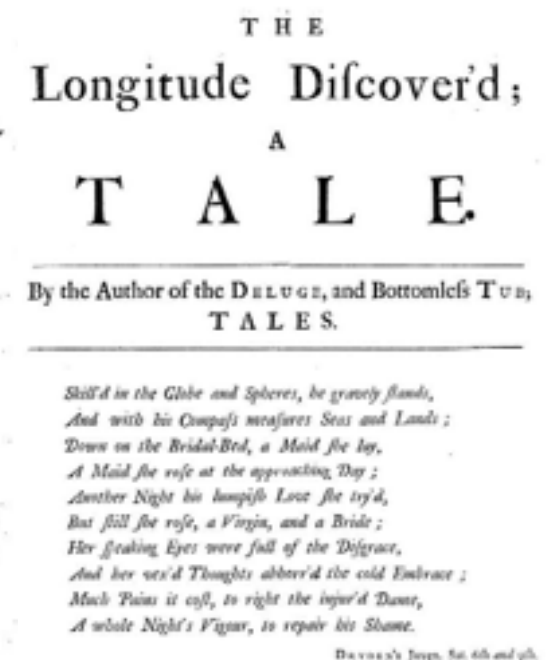 THE
Longitude Diſcover'd;
A
TALE.
By the Author of the DELUGE, and Bottomleſs TUB;
TALES.
Skill'd in the Globe and Spheres, he gravely ſtands,
And with his Compaſs meaſures Seas and Lands;
Down on the Bridal-Bed, a Maid ſhe lay,
A Maid ſhe roſe at the approaching Day;
Another Night his lumpiſh Love ſhe try'd,
But ſtill ſhe roſe, a Virgin, and a Bride;
Her ſpeaking Eyes were full of the Diſgrace,
And her vex'd Thoughts abhorr'd the cold Embrace;
Much Pains it coſt, to right the injur'd Dame,
A whole Night's Vigour, to repair his Shame.
DRYDEN's Juven. Sat. 6th and